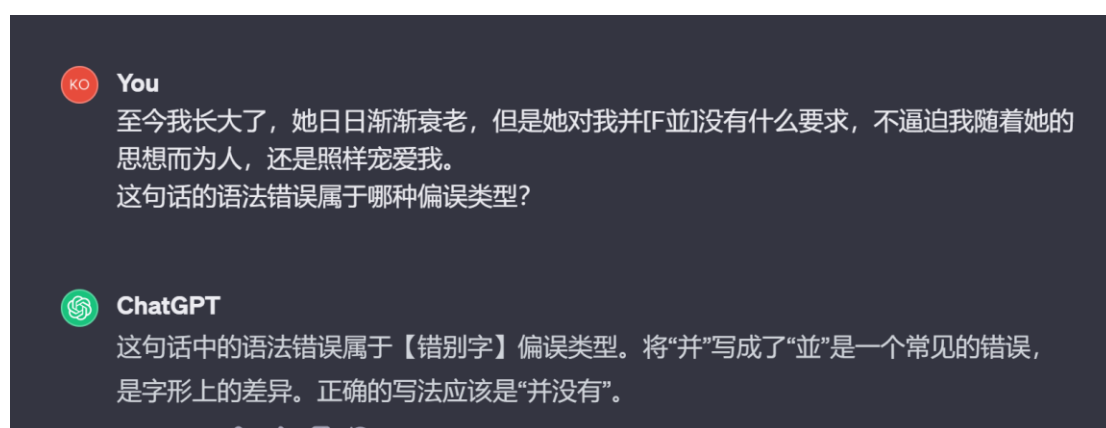 KO
You
至今我长大了，她日日渐渐衰老，但是她对我并[F並]没有什么要求，不逼迫我随着她的
思想而为人，还是照样宠爱我。
这句话的语法错误属于哪种偏误类型？
ChatGPT
这句话中的语法错误属于【错别字】偏误类型。将“并”写成了“並”是一个常见的错误，
是字形上的差异。正确的写法应该是“并没有”。